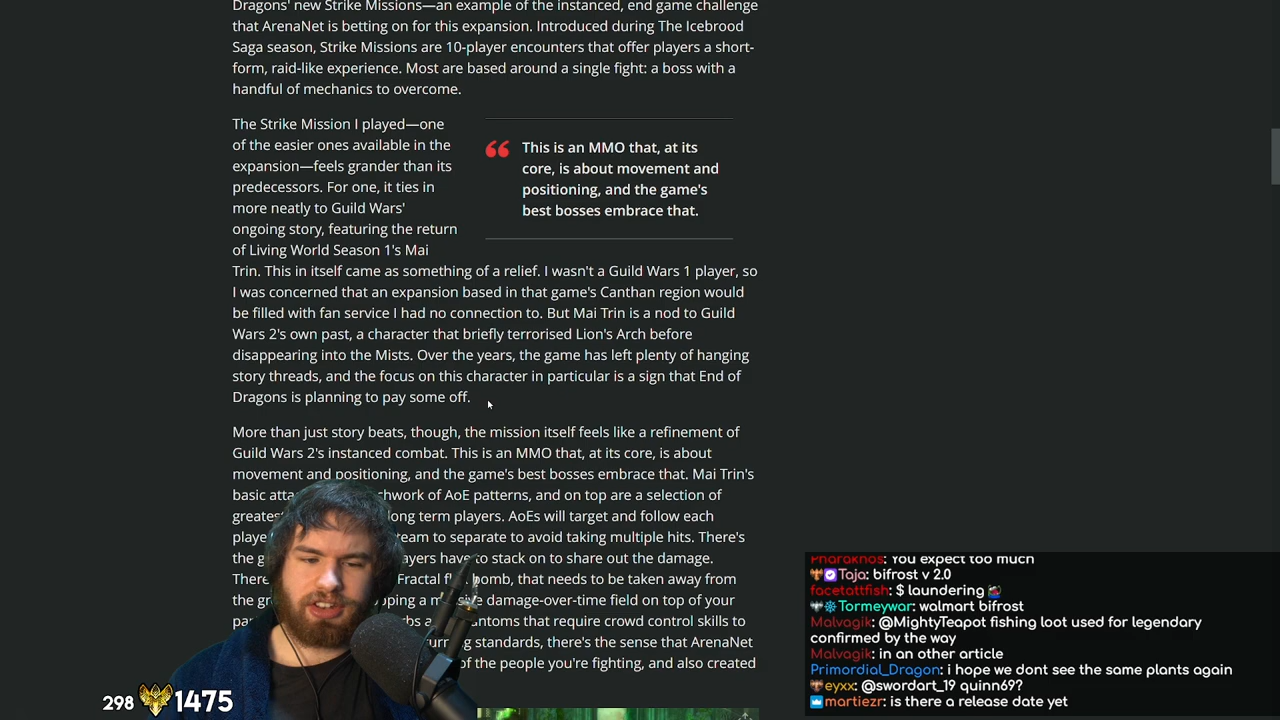 Dragons' new Strike Missions—an example of the instanced, end game challenge
that ArenaNet is betting on for this expansion. Introduced during The Icebrood
Saga season, Strike Missions are 10-player encounters that offer players a short-
form, raid-like experience. Most are based around a single fight: a boss with a
handful of mechanics to overcome.
The Strike Mission I played—one
of the easier ones available in the
expansion—feels grander than its
predecessors. For one, it ties in
more neatly to Guild Wars'
ongoing story, featuring the return
of Living World Season 1's Mai
This is an MMO that, at its
core, is about movement and
positioning, and the game's
best bosses embrace that.
Trin. This in itself came as something of a relief. I wasn't a Guild Wars 1 player, so
I was concerned that an expansion based in that game's Canthan region would
be filled with fan service I had no connection to. But Mai Trin is a nod to Guild
Wars 2's own past, a character that briefly terrorised Lion's Arch before
disappearing into the Mists. Over the years, the game has left plenty of hanging
story threads, and the focus on this character in particular is a sign that End of
Dragons is planning to pay some off.
More than just story beats, though, the mission itself feels like a refinement of
Guild Wars 2's instanced combat. This is an MMO that, at its core, is about
movement and positioning, and the game's best bosses embrace that. Mai Trin's
basic of AoE patterns, and on top are a selection of
greatest long term players. AoEs will target and follow each
team to separate to avoid taking multiple hits. There's
the have to stack on to share out the damage.
There Fractal bomb, that needs to be taken away from
the damage-over-time field on top of your
that require crowd control skills to
standards, there's the sense that ArenaNet
of the people you're fighting, and also created
298 1475
Pharakhos: You expect too much
Taja: bifrost v 2.0
facetattfish: $ laundering
Tormeywar: walmart bifrost
Malvagik: @MightyTeapot fishing loot used for legendary
confirmed by the way
Malvagik: in an other article
Primordial_Dragon: i hope we dont see the same plants again
eyxx: @swordart_19 quinn69?
martiezr: is there a release date yet